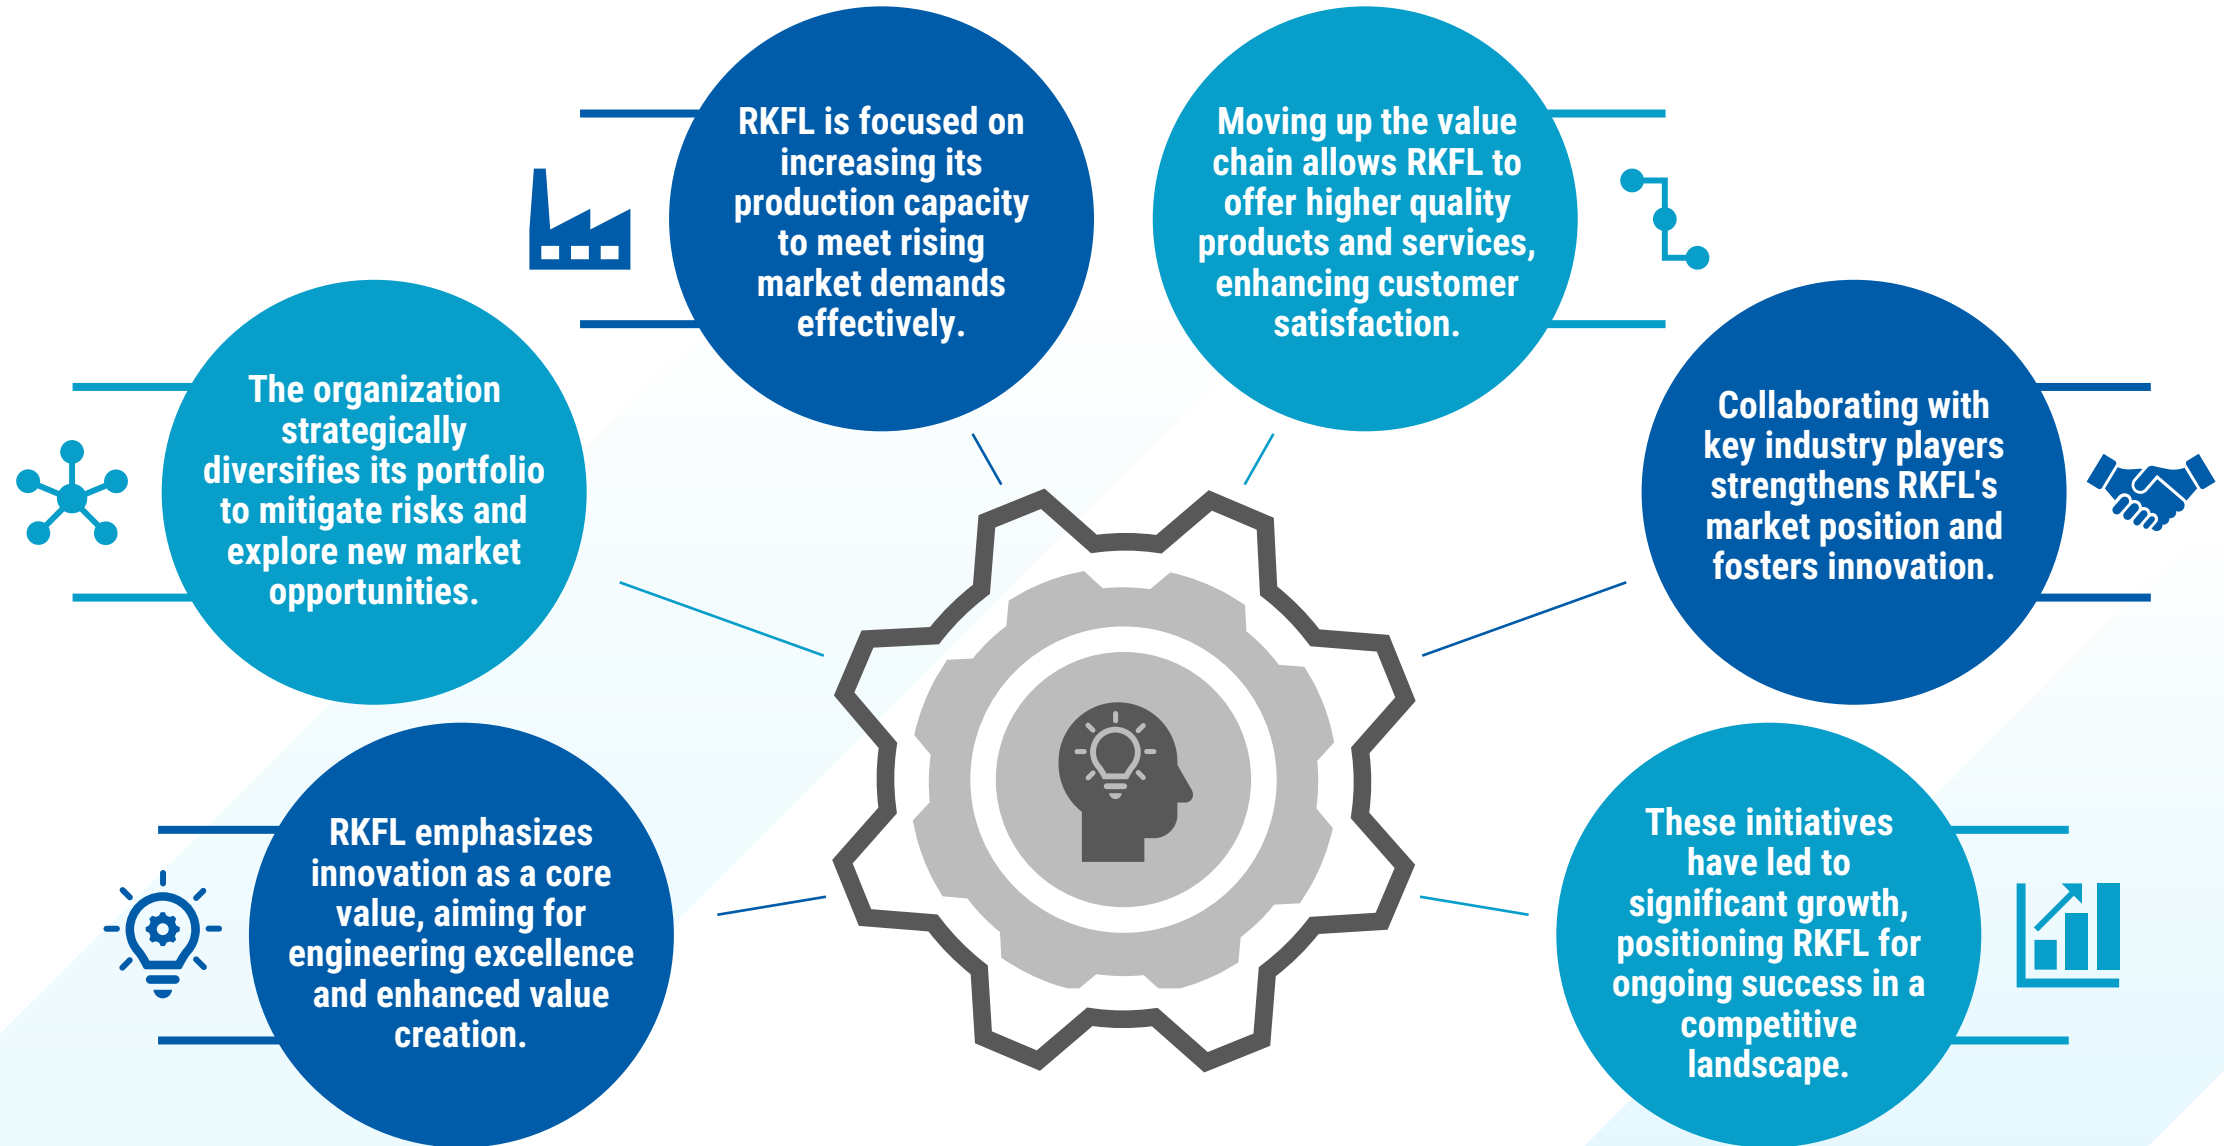 RKFL is focused on
increasing its
production capacity
to meet rising
market demands
effectively.
Moving up the value
chain allows RKFL to
offer higher quality
products and services,
enhancing customer
satisfaction.
The organization
strategically
diversifies its portfolio
to mitigate risks and
explore new market
opportunities.
Collaborating with
key industry players
strengthens RKFL's
market position and
fosters innovation.
RKFL emphasizes
innovation as a core
value, aiming for
engineering excellence
and enhanced value
creation.
These initiatives
have led to
significant growth,
positioning RKFL for
ongoing success in a
competitive
landscape.